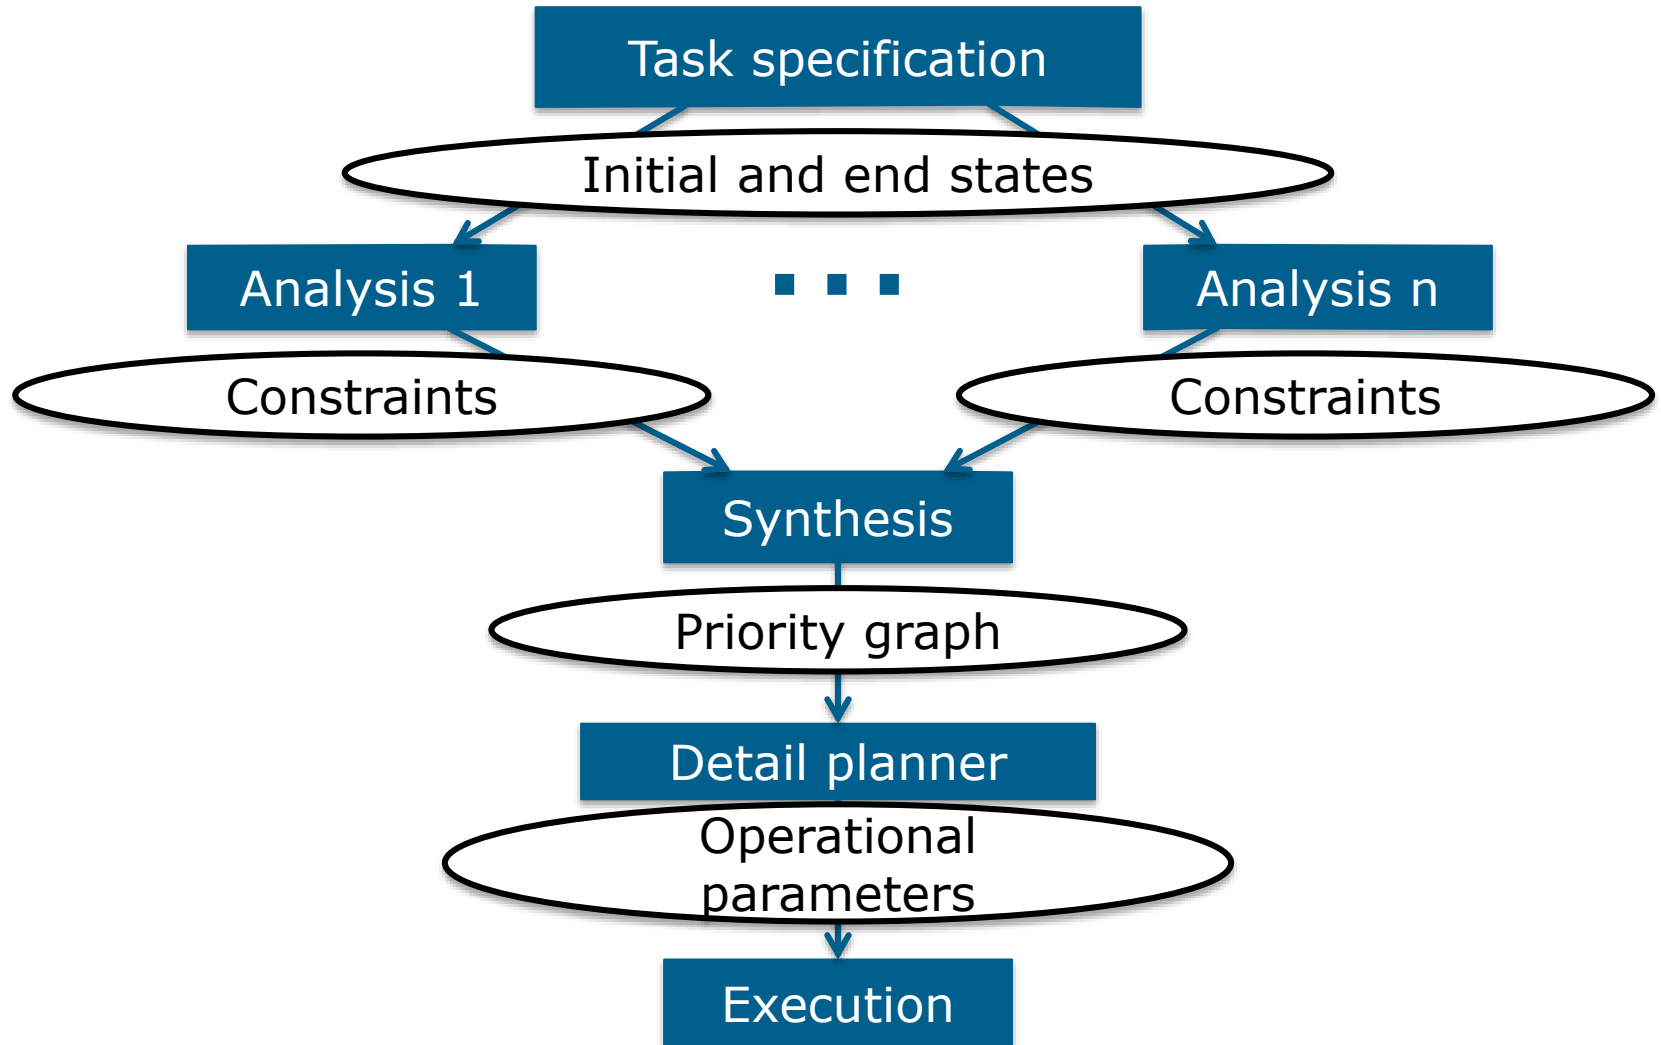 Task specification
Initial and end states
Analysis 1
Analysis n
Constraints
Constraints
Synthesis
Priority graph
Detail planner
Operational
parameters
Execution